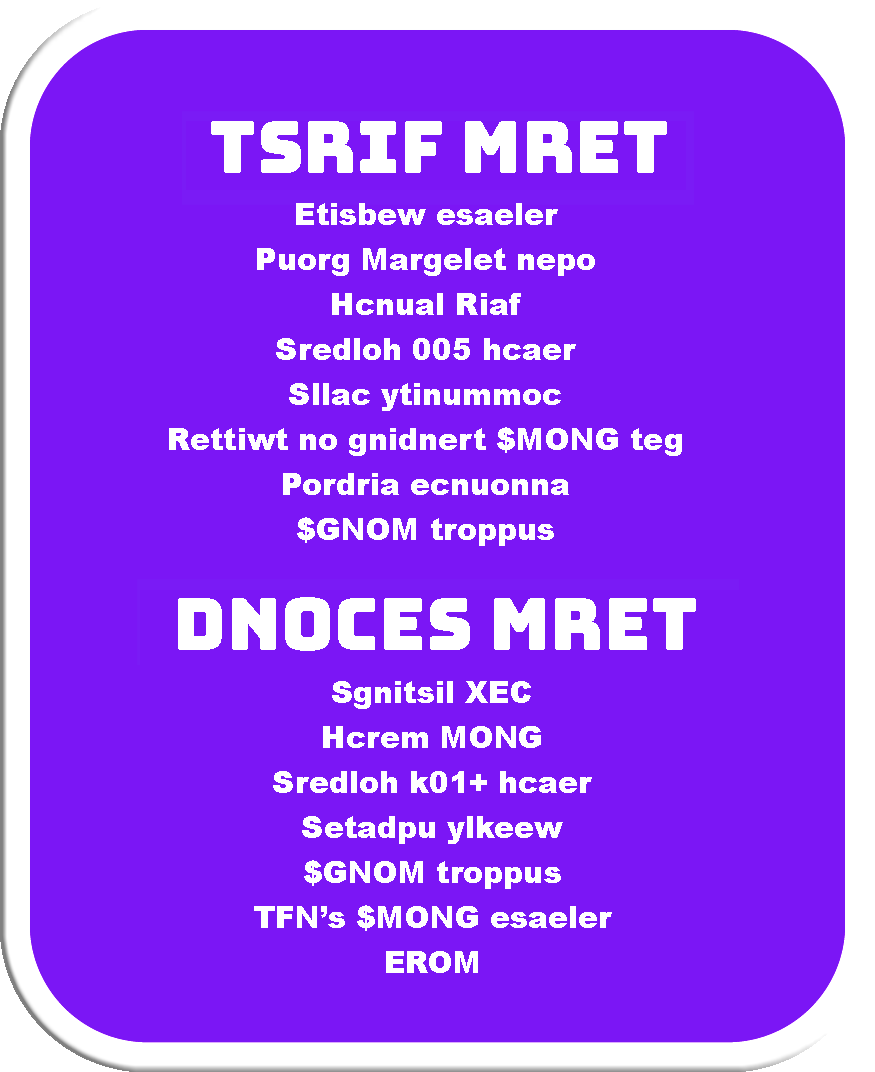 TSRIF MRET
Etisbew esaeler
Puorg Margelet nepo
Hcnual Riaf
Sredloh 005 hcaer
Sllac ytinummoc
Rettiwt no gnidnert $MONG teg
Pordria ecnuonna
$GNOM troppus
DNOCES MRET
Sgnitsil XEC
Hcrem MONG
Sredloh k01+ hcaer
Setadpu ylkeew
$GNOM troppus
TFN’s $MONG esaeler
EROM